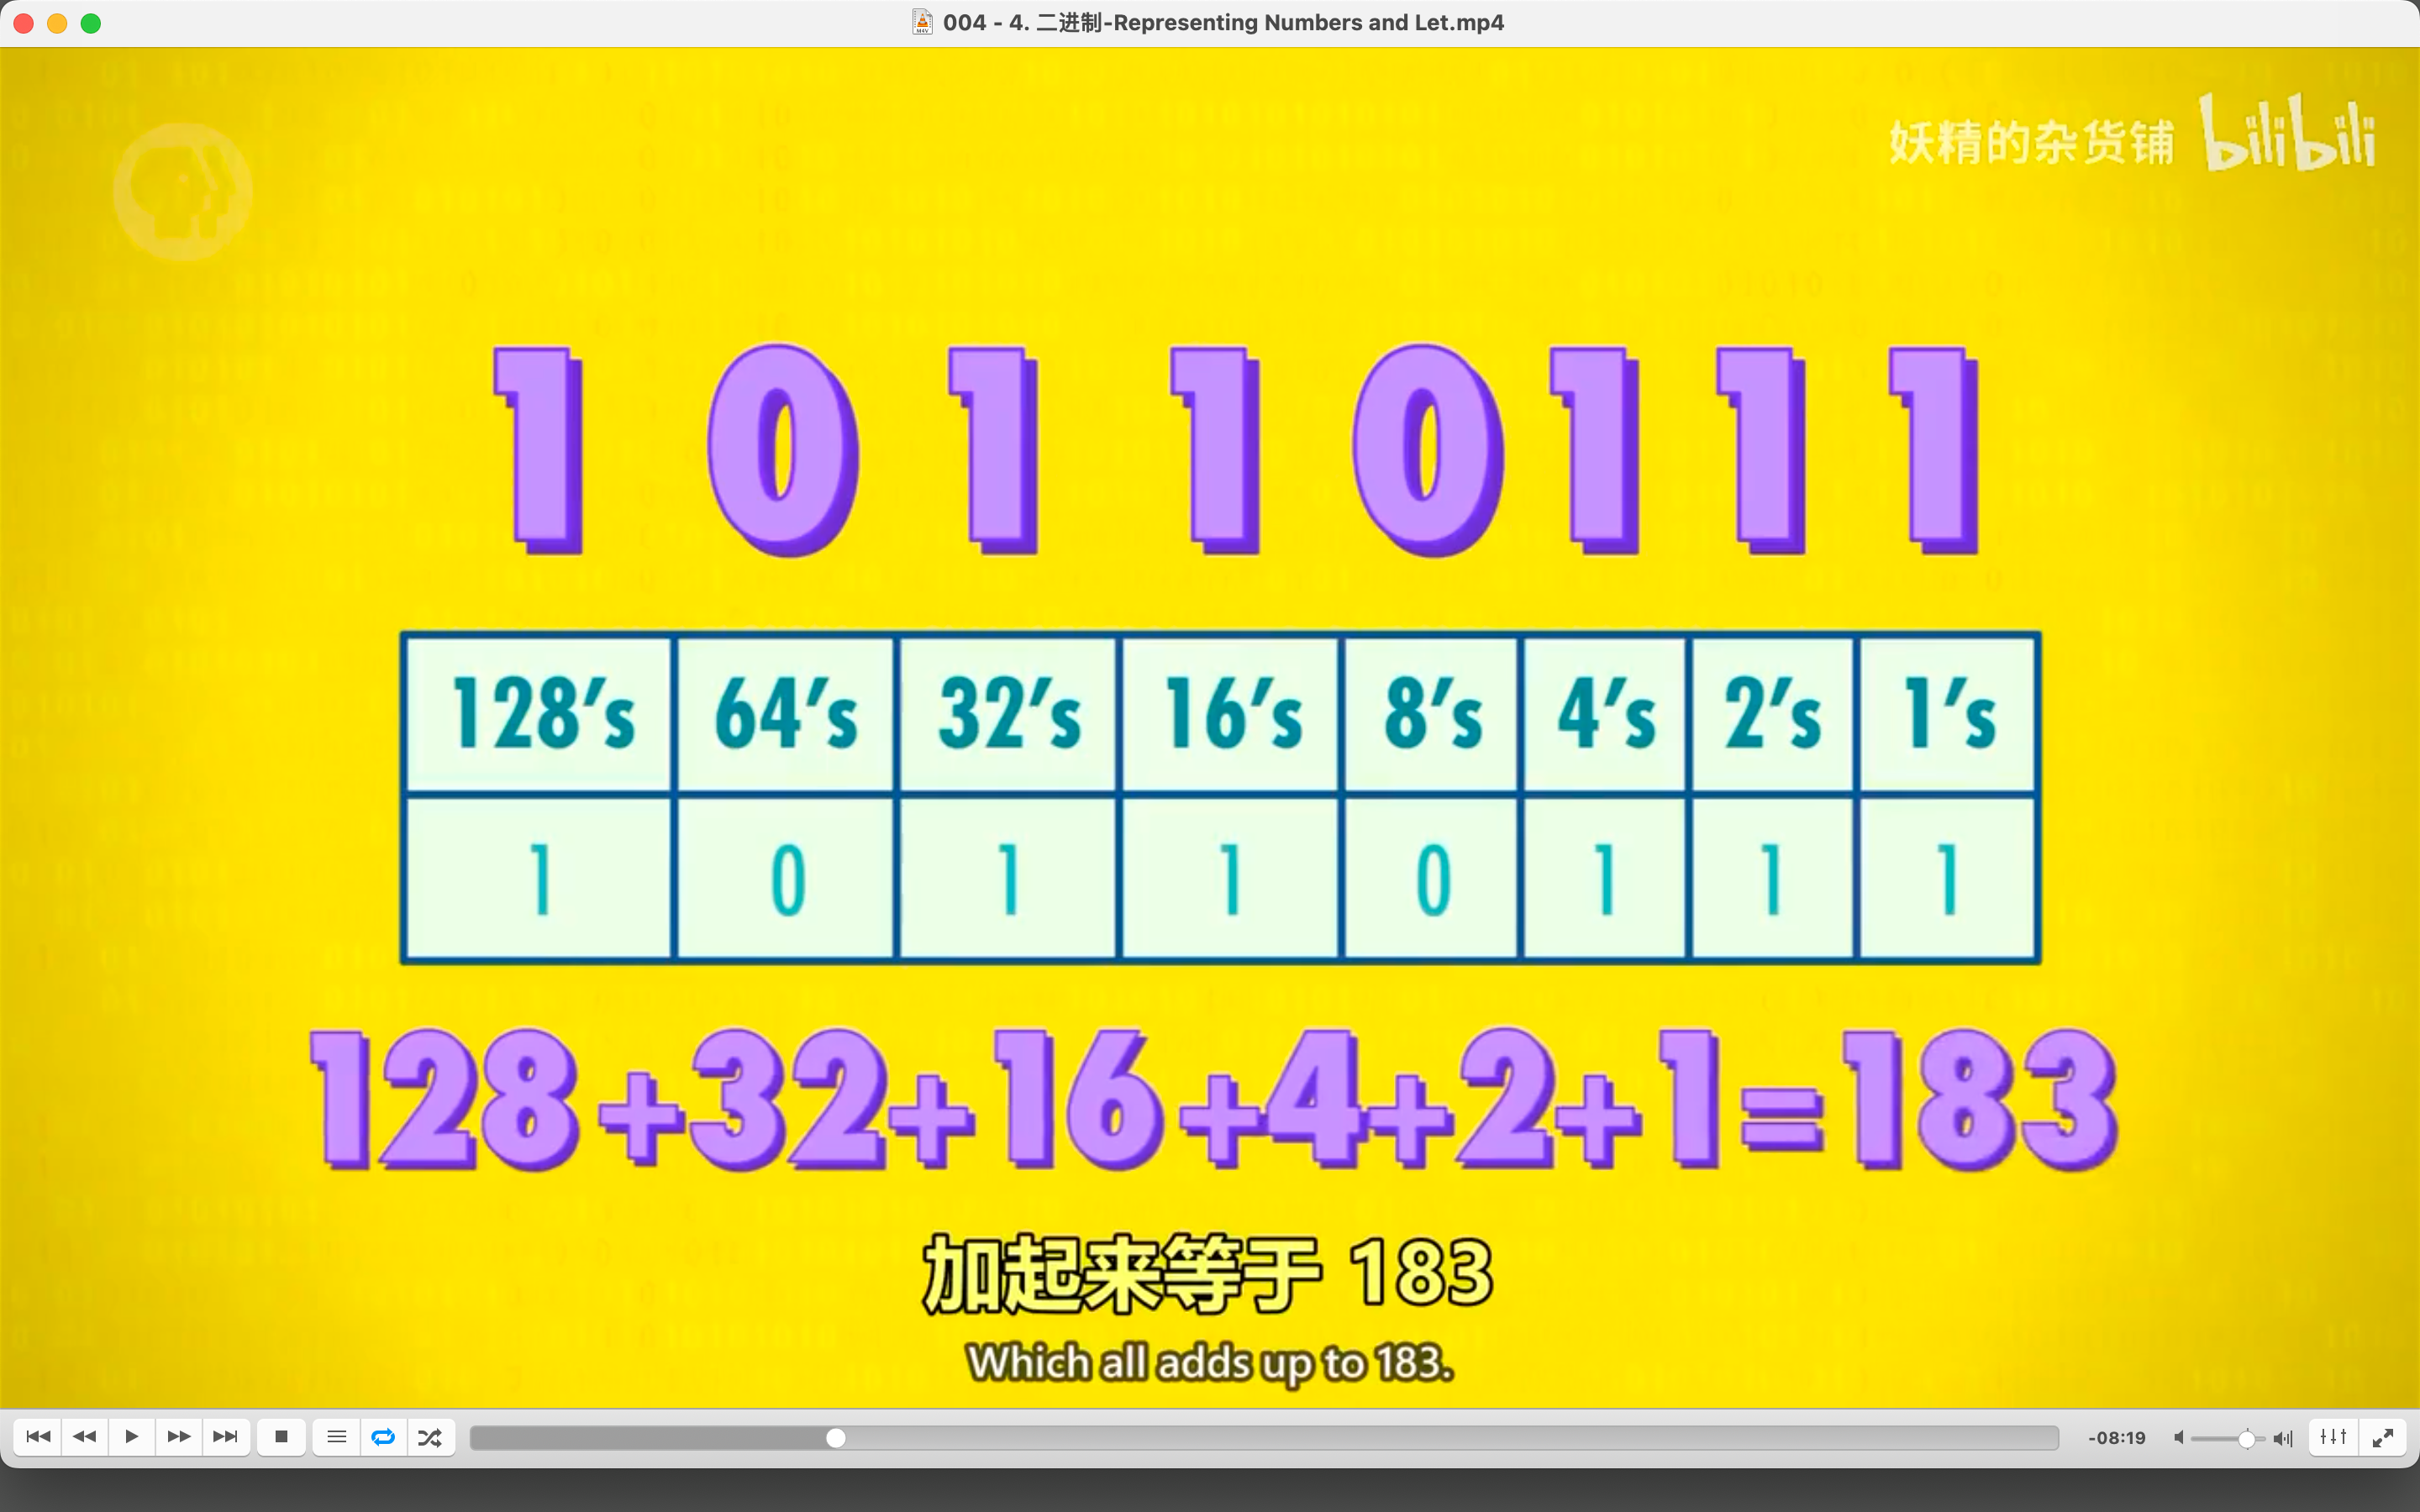 004 - 4. 二进制-Representing Numbers and Let.mp4
妖精的杂货铺 bilibili
1 0 1 1 0 1 1 1
128's 64's 32's 16's 8's 4's 2's 1's
1 0 1 1 0 1 1 1
128+32+16+4+2+1=183
加起来等于 183
Which all adds up to 183.
-08:19